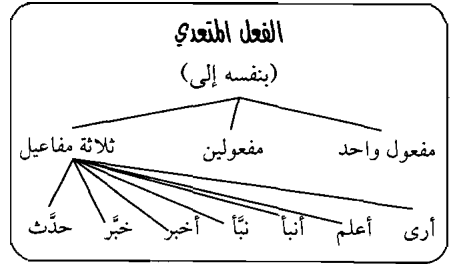 الفعل المتعدي
(بنفسه إلى)
مفعول واحد مفعولين ثلاثة مفاعيل
أرى أعلم أنبأ نبَّأ أخبر خبَّر حدَّث